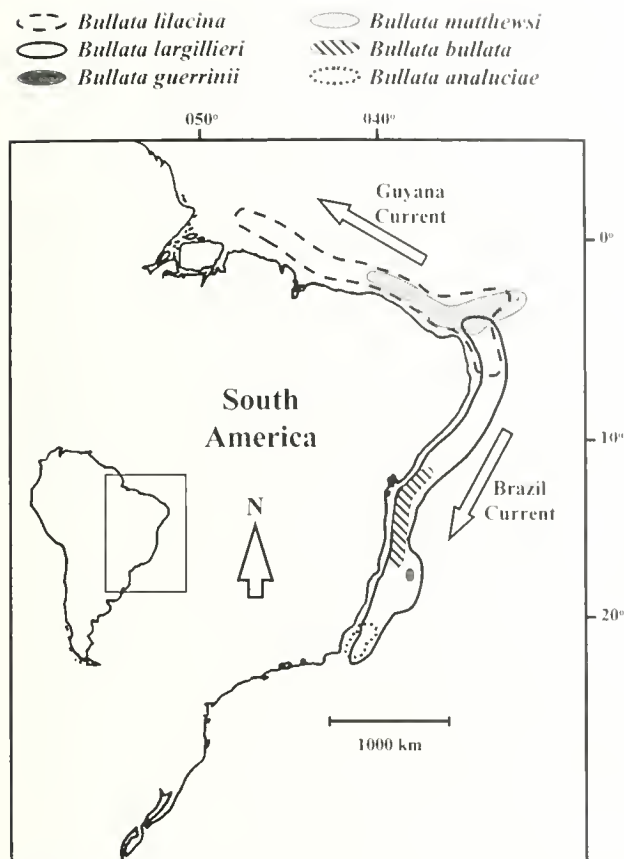 Bullata lilacina
Bullata largillieri
Bullata guerrinii
Bullata matthewsi
Bullata bullata
Bullata analuciae
050° 040°
Guyana
Current
0°
South
America
10°
N
Brazil
Current
20°
1000 km